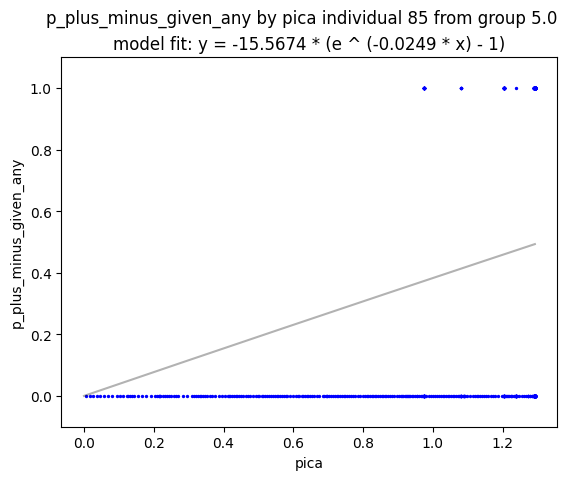 p_plus_minus_given_any by pica individual 85 from group 5.0
model fit: y = -15.5674 * (e ^ (-0.0249 * x) - 1)
1.0
0.8
0.6
0.4
0.2
0.0
p_plus_minus_given_any
0.0 0.2 0.4 0.6 0.8 1.0 1.2
pica